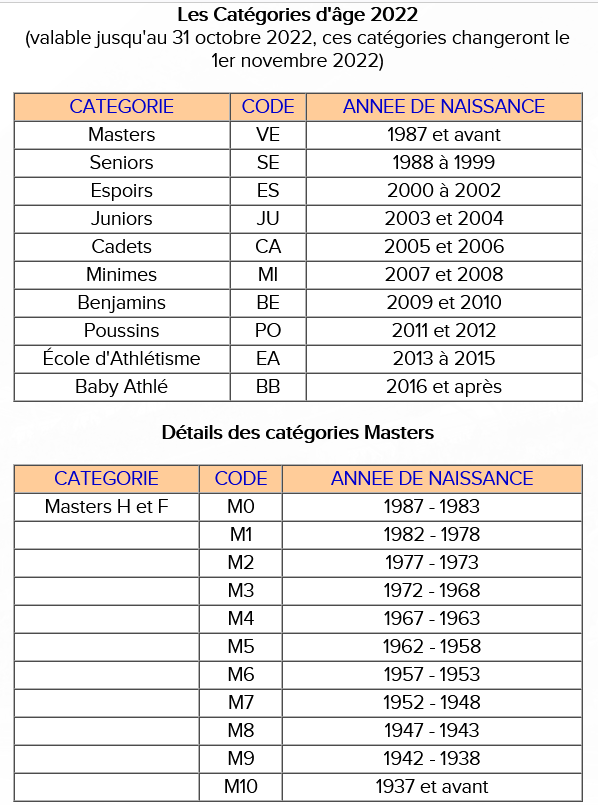 Les Catégories d'âge 2022
(valable jusqu'au 31 octobre 2022, ces catégories changeront le
1er novembre 2022)
CATEGORIE CODE ANNEE DE NAISSANCE
Masters VE 1987 et avant
Seniors SE 1988 à 1999
Espoirs ES 2000 à 2002
Juniors JU 2003 et 2004
Cadets CA 2005 et 2006
Minimes MI 2007 et 2008
Benjamins BE 2009 et 2010
Poussins PO 2011 et 2012
École d'Athlétisme EA 2013 à 2015
Baby Athlé BB 2016 et après
Détails des catégories Masters
CATEGORIE CODE ANNEE DE NAISSANCE
Masters H et F M0 1987 - 1983
M1 1982 - 1978
M2 1977 - 1973
M3 1972 - 1968
M4 1967 - 1963
M5 1962 - 1958
M6 1957 - 1953
M7 1952 - 1948
M8 1947 - 1943
M9 1942 - 1938
M10 1937 et avant